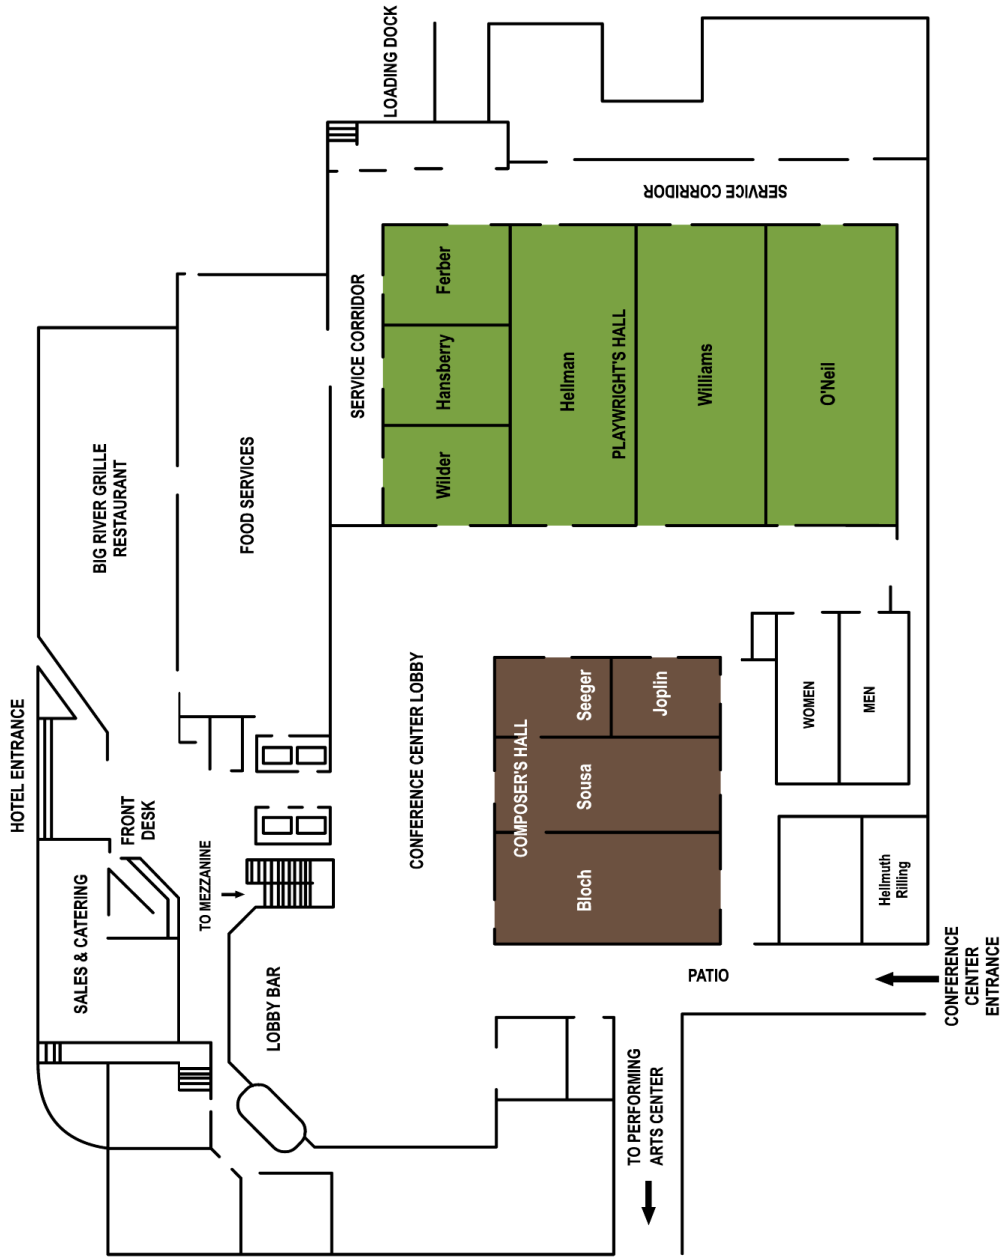 HOTEL ENTRANCE
BIG RIVER GRILLE
RESTAURANT
FRONT
DESK
SALES & CATERING
FOOD SERVICES
TO MEZZANINE
LOBBY BAR
LOADING DOCK
SERVICE CORRIDOR
SERVICE CORRIDOR
CONFERENCE CENTER LOBBY
Wilder
Hansberry
Ferber
Hellman
PLAYWRIGHT'S HALL
Williams
O'Neil
COMPOSER'S HALL
Bloch
Sousa
Seeger
Joplin
WOMEN
MEN
Hellmuth
Rilling
PATIO
TO PERFORMING
ARTS CENTER
CONFERENCE
CENTER
ENTRANCE